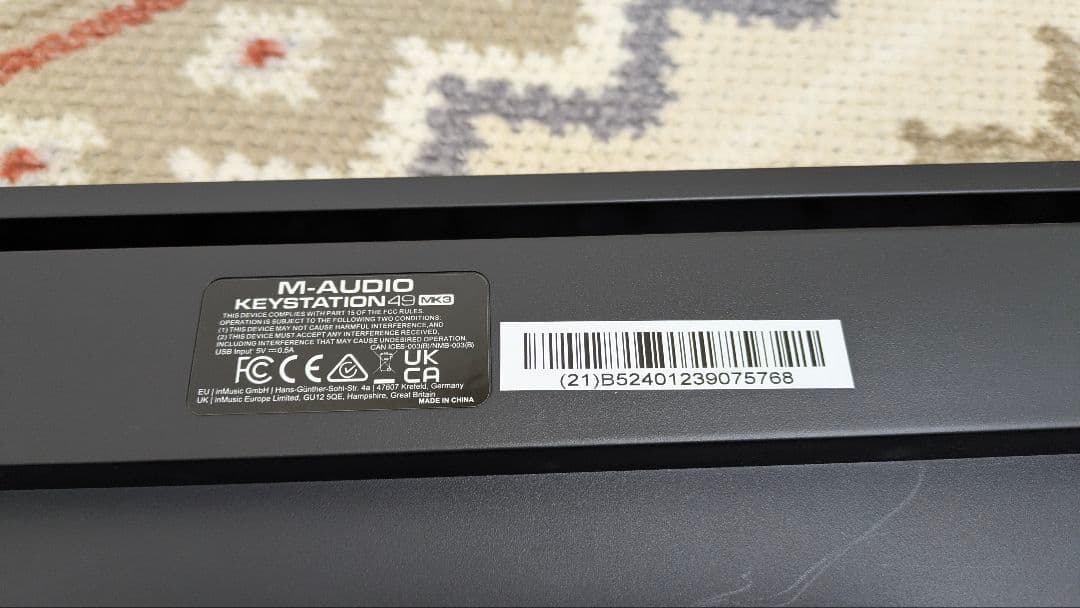 M-AUDIO
KEYSTATION 49 MK3
THIS DEVICE COMPLIES WITH PART 15 OF THE FCC RULES.
OPERATION IS SUBJECT TO THE FOLLOWING TWO CONDITIONS:
(1) THIS DEVICE MAY NOT CAUSE HARMFUL INTERFERENCE, AND
(2) THIS DEVICE MUST ACCEPT ANY INTERFERENCE RECEIVED,
INCLUDING INTERFERENCE THAT MAY CAUSE UNDESIRED OPERATION.
USB Input: 5V ⎓ 0.5A CAN ICES-003(B)/NMB-003(B)
FC CE UK
CA
EU | inMusic GmbH | Hans-Günther-Sohl-Str. 4a | 47807 Krefeld, Germany
UK | inMusic Europe Limited, GU12 5QE, Hampshire, Great Britain
MADE IN CHINA
(21)B52401239075768